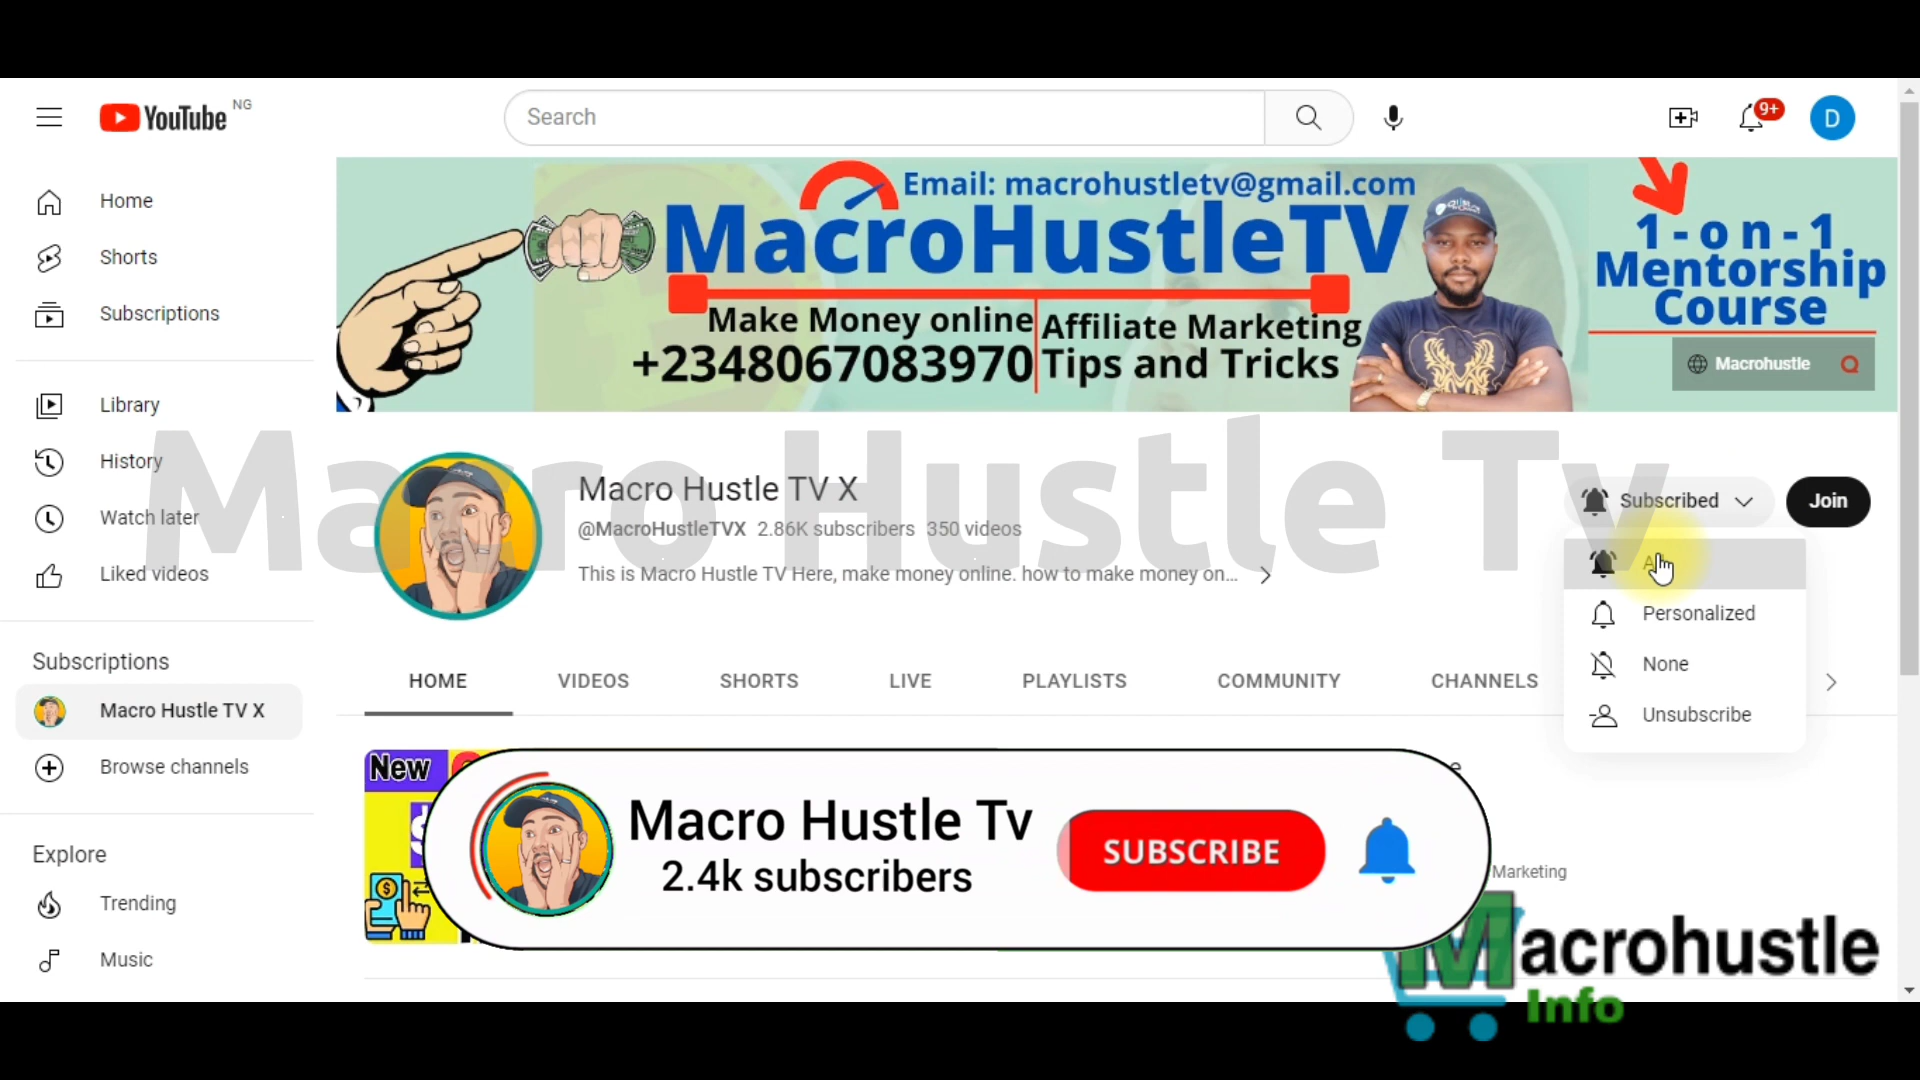 YouTube NG
Search
9+
D
Home
Shorts
Subscriptions
Library
History
Watch later
Liked videos
Subscriptions
Macro Hustle TV X
Browse channels
Explore
Trending
Music
Email: macrohustletv@gmail.com
MacroHustleTV
Make Money online
+2348067083970
Affiliate Marketing
Tips and Tricks
1-on-1
Mentorship
Course
Macrohustle
Macro Hustle Tv
Macro Hustle TV X
@MacroHustleTVX 2.86K subscribers 350 videos
This is Macro Hustle TV Here, make money online. how to make money on...
Subscribed
Join
Personalized
None
Unsubscribe
HOME VIDEOS SHORTS LIVE PLAYLISTS COMMUNITY CHANNELS
New
Macro Hustle Tv
2.4k subscribers
SUBSCRIBE
Marketing
Macrohustle
Info